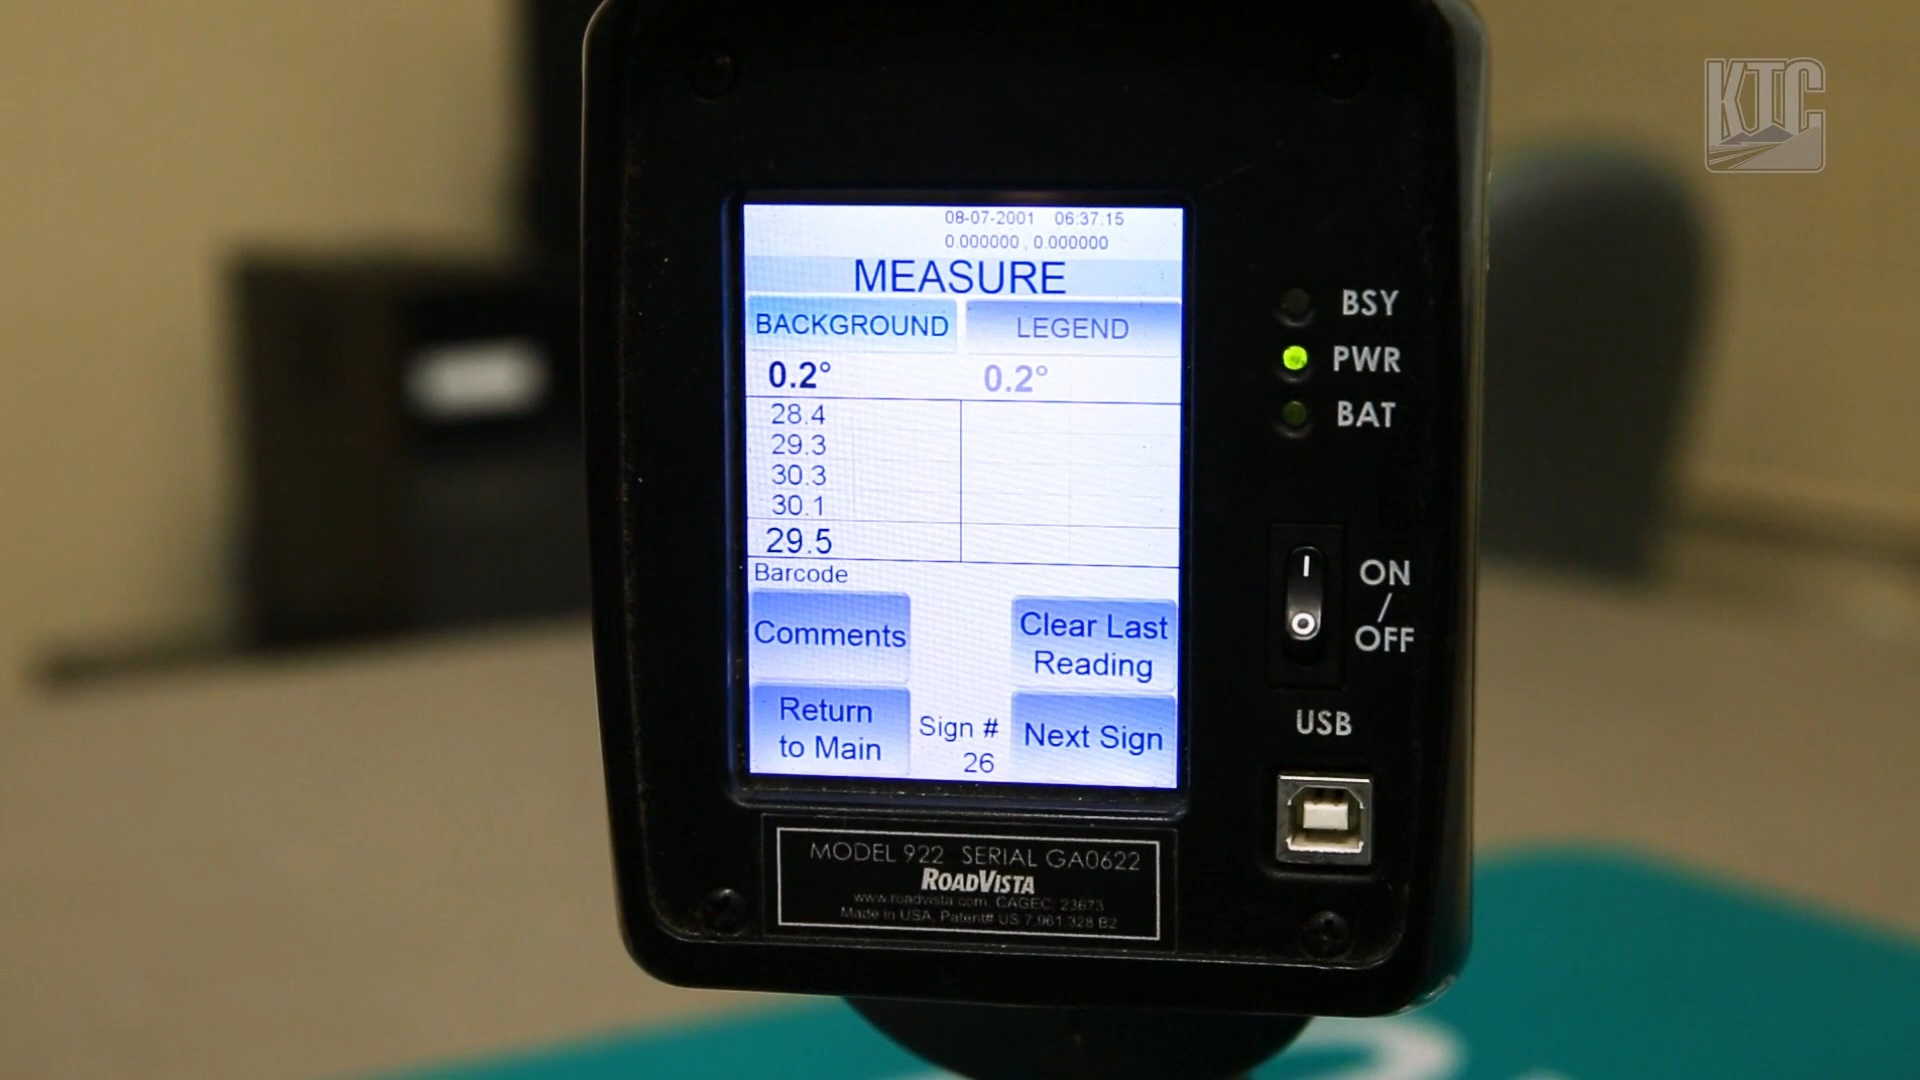 KTC
08-07-2001 06:37.15
0.000000 , 0.000000
MEASURE
BACKGROUND LEGEND
0.2° 0.2°
28.4
29.3
30.3
30.1
29.5
Barcode
Comments
Clear Last
Reading
Return
to Main
Sign #
26
Next Sign
BSY
PWR
BAT
ON
/
OFF
USB
MODEL 922 SERIAL GA0622
ROADVISTA
www.roadvista.com, CAGEC, 23673
Made in USA, Patent# US 7,961,328 B2